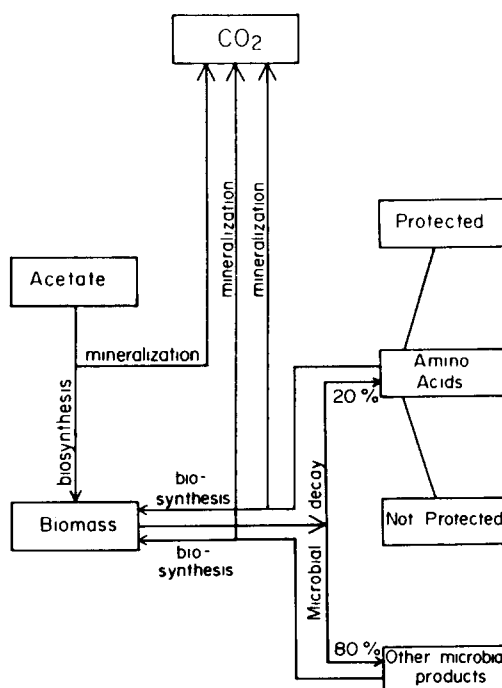 CO2
mineralization
mineralization
Protected
Acetate
mineralization
Amino
Acids
20 %
biosynthesis
bio-
synthesis
decay
Biomass
Not Protected
bio-
synthesis
Microbial
80 %
Other microbial
products